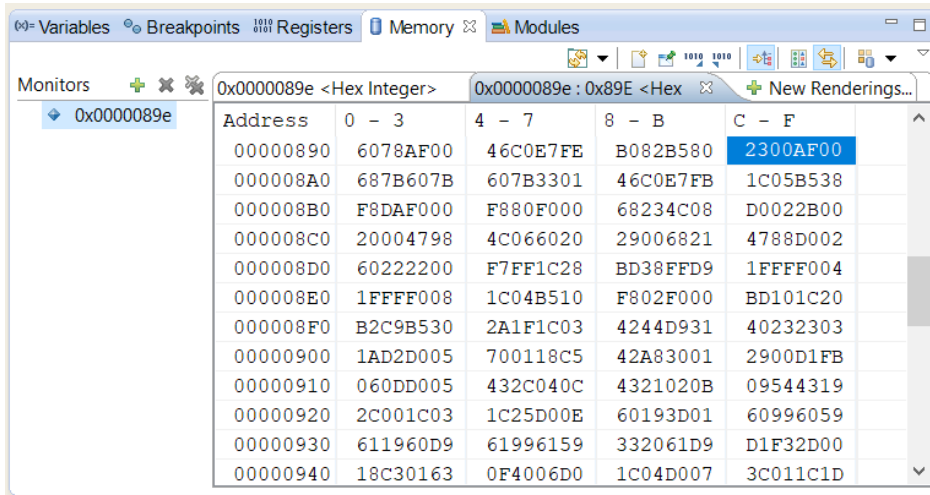 (x)= Variables Breakpoints 1010 0101 Registers Memory Modules
1010 1010
Monitors 0x0000089e <Hex Integer> 0x0000089e : 0x89E <Hex New Renderings...
0x0000089e
Address 0 - 3 4 - 7 8 - B C - F
00000890 6078AF00 46C0E7FE B082B580 2300AF00
000008A0 687B607B 607B3301 46C0E7FB 1C05B538
000008B0 F8DAF000 F880F000 68234C08 D0022B00
000008C0 20004798 4C066020 29006821 4788D002
000008D0 60222200 F7FF1C28 BD38FFD9 1FFFF004
000008E0 1FFFF008 1C04B510 F802F000 BD101C20
000008F0 B2C9B530 2A1F1C03 4244D931 40232303
00000900 1AD2D005 700118C5 42A83001 2900D1FB
00000910 060DD005 432C040C 4321020B 09544319
00000920 2C001C03 1C25D00E 60193D01 60996059
00000930 611960D9 61996159 332061D9 D1F32D00
00000940 18C30163 0F4006D0 1C04D007 3C011C1D